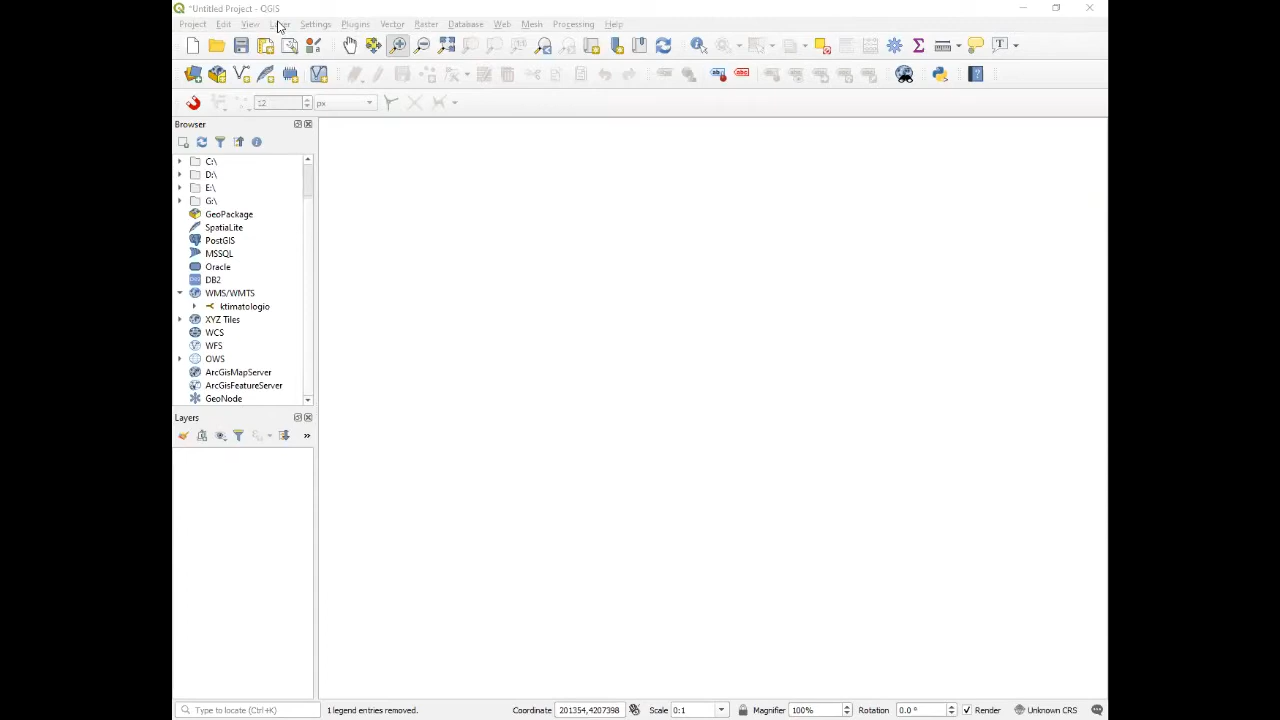 *Untitled Project - QGIS
Project Edit View Layer Settings Plugins Vector Raster Database Web Mesh Processing Help
12 px
Browser
C:\
D:\
E:\
G:\
GeoPackage
SpatiaLite
PostGIS
MSSQL
Oracle
DB2
WMS/WMTS
ktimatologio
XYZ Tiles
WCS
WFS
OWS
ArcGisMapServer
ArcGisFeatureServer
GeoNode
Layers
»
Type to locate (Ctrl+K) 1 legend entries removed. Coordinate 201354,4207398 Scale 0:1 Magnifier 100% Rotation 0.0 ° Render Unknown CRS